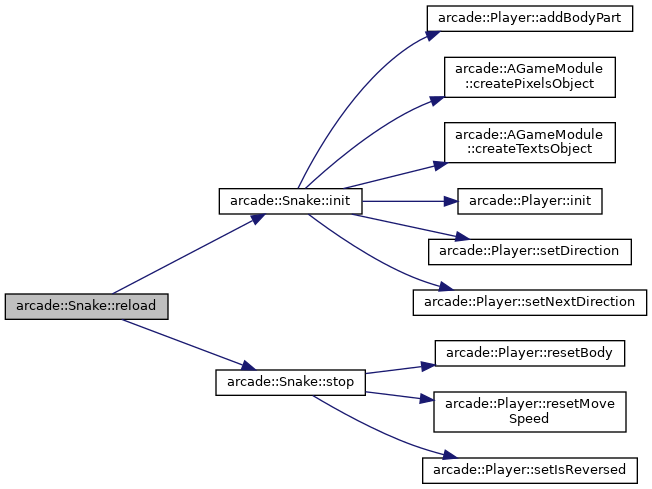 arcade::Player::addBodyPart
arcade::AGameModule
::createPixelsObject
arcade::AGameModule
::createTextsObject
arcade::Snake::init
arcade::Player::init
arcade::Player::setDirection
arcade::Player::setNextDirection
arcade::Snake::reload
arcade::Player::resetBody
arcade::Snake::stop
arcade::Player::resetMove
Speed
arcade::Player::setIsReversed